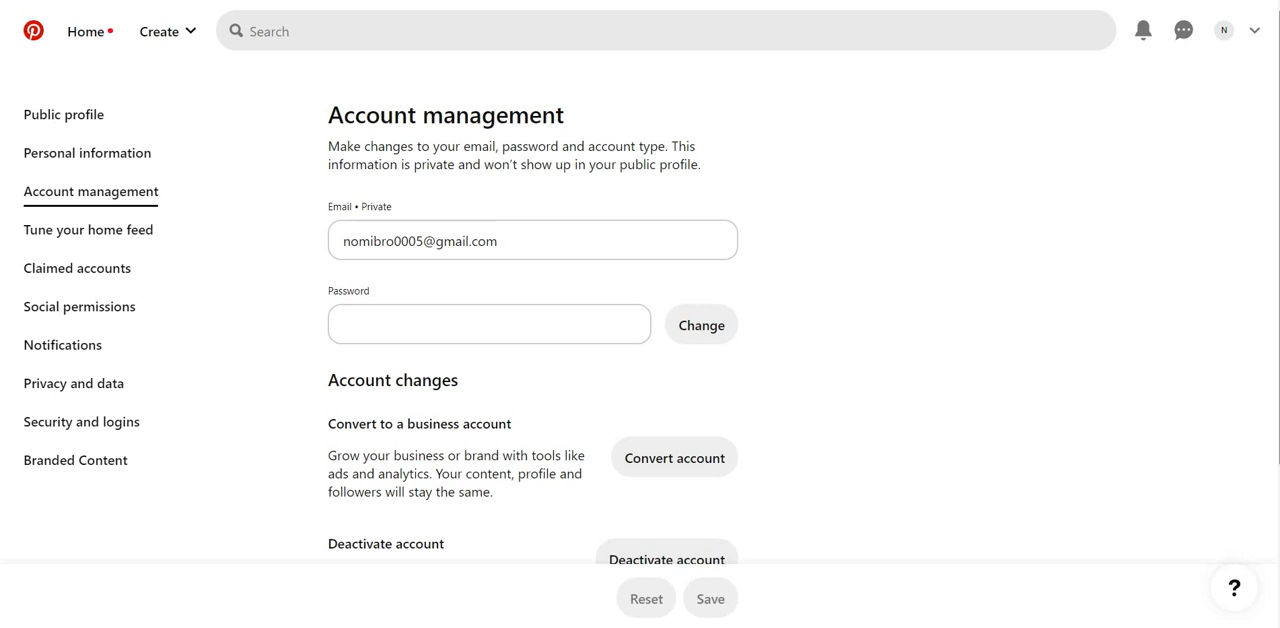 Home
Create
Search
N
Public profile
Personal information
Account management
Tune your home feed
Claimed accounts
Social permissions
Notifications
Privacy and data
Security and logins
Branded Content
Account management
Make changes to your email, password and account type. This
information is private and won’t show up in your public profile.
Email • Private
nomibro0005@gmail.com
Password
Change
Account changes
Convert to a business account
Grow your business or brand with tools like
ads and analytics. Your content, profile and
followers will stay the same.
Convert account
Deactivate account
Deactivate account
Reset
Save
?